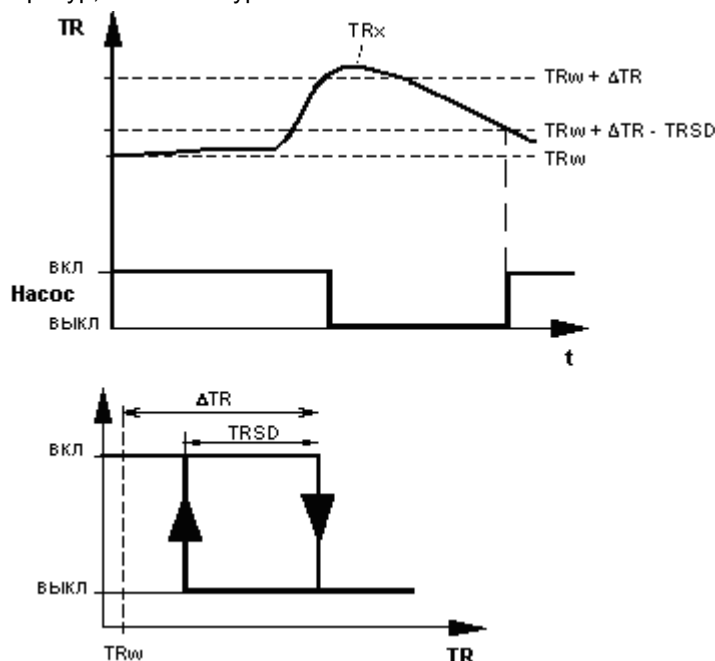 TR
TRx
TRw + ΔTR
TRw + ΔTR - TRSD
TRw
вкл
Насос
выкл
t
ΔTR
TRSD
вкл
выкл
TRw
TR